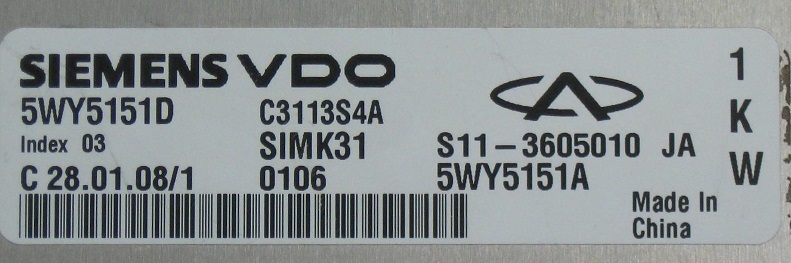 SIEMENS VDO
5WY5151D C3113S4A
Index 03 SIMK31 S11-3605010 JA
C 28.01.08/1 0106 5WY5151A
Made In
China
1
K
W